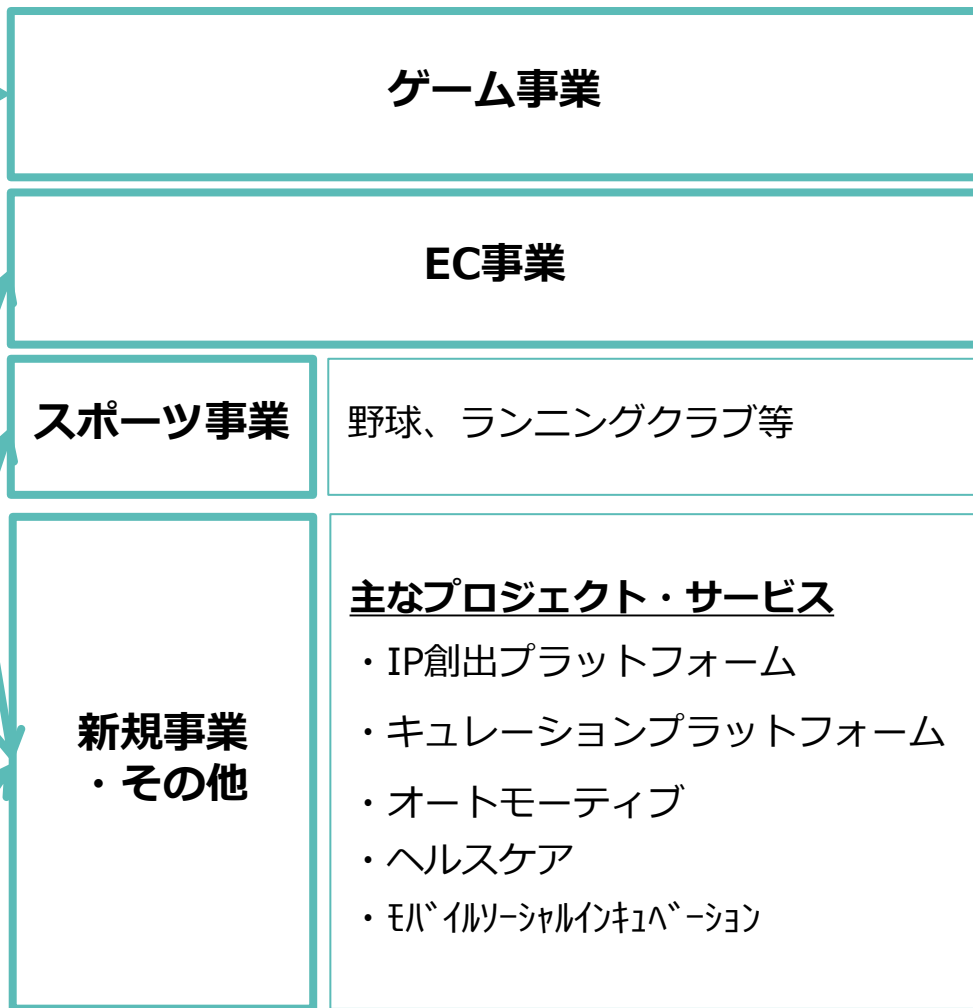 ゲーム事業
EC事業
スポーツ事業
野球、ランニングクラブ等
新規事業
・その他
主なプロジェクト・サービス
・IP創出プラットフォーム
・キュレーションプラットフォーム
・オートモーティブ
・ヘルスケア
・ﾓﾊﾞｲﾙｿｰｼｬﾙｲﾝｷｭﾍﾞｰｼｮﾝ